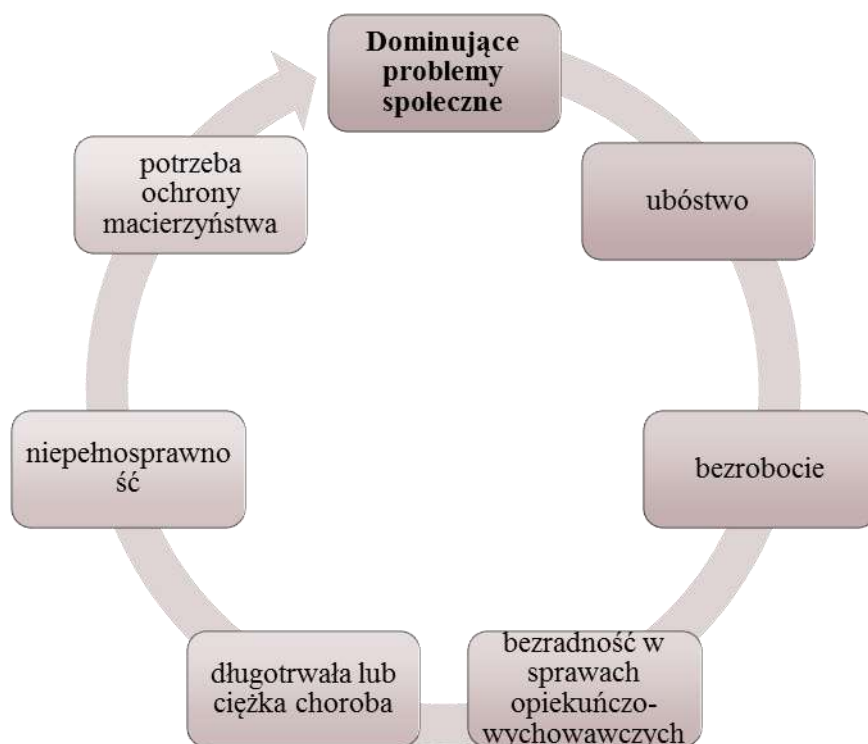 Dominujące
problemy
społeczne
ubóstwo
bezrobocie
bezradność w
sprawach
opiekuńczo-
wychowawczych
długotrwała lub
ciężka choroba
niepełnosprawno
ść
potrzeba
ochrony
macierzyństwa